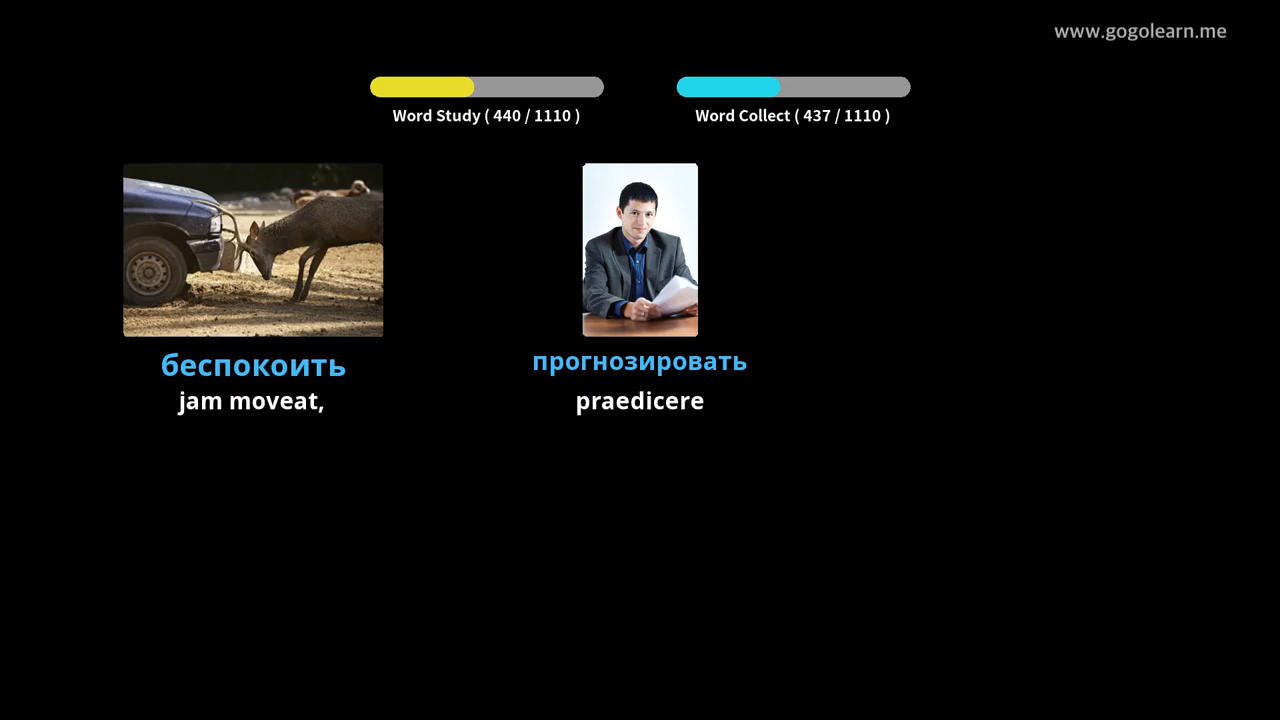 www.gogolearn.me
Word Study ( 440 / 1110 )
Word Collect ( 437 / 1110 )
беспокоить
jam moveat,
прогнозировать
praedicere